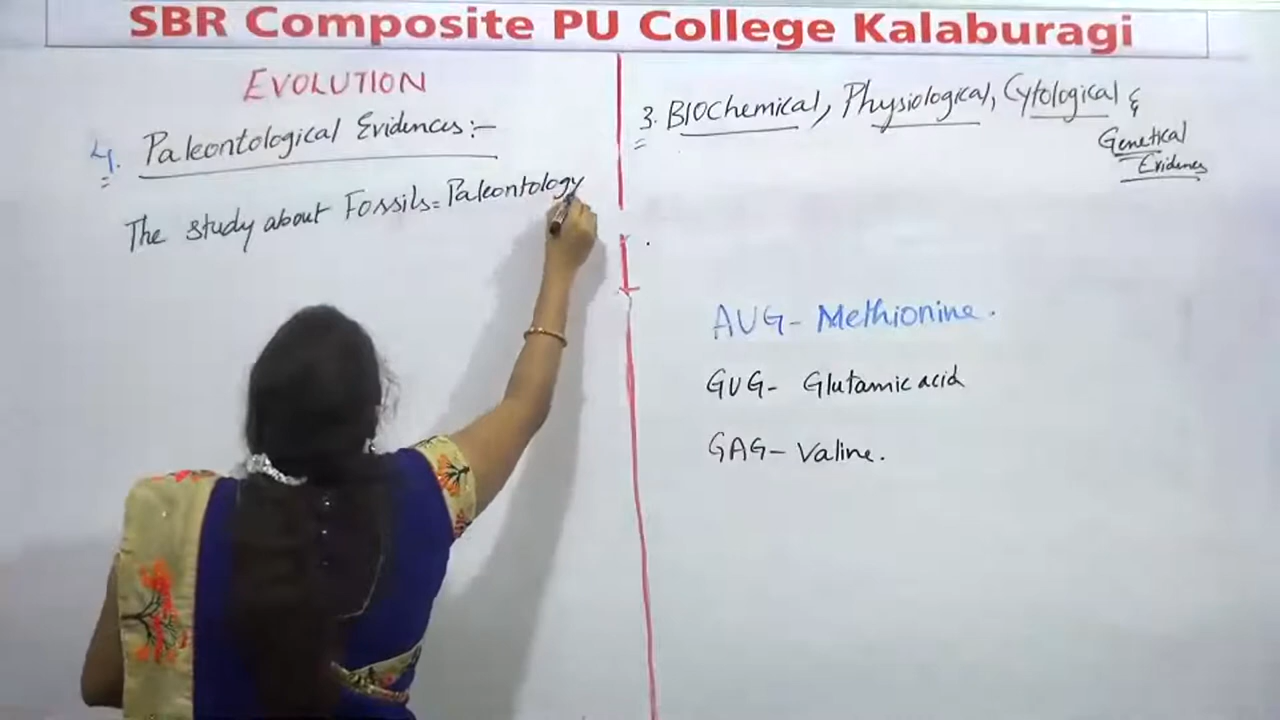 SBR Composite PU College Kalaburagi
EVOLUTION
4. Paleontological Evidences:-
The study about Fossils = Paleontology
3. Biochemical, Physiological, Cytological &
Genetical
Evidences
AUG - Methionine.
GUG - Glutamic acid
GAG - Valine.